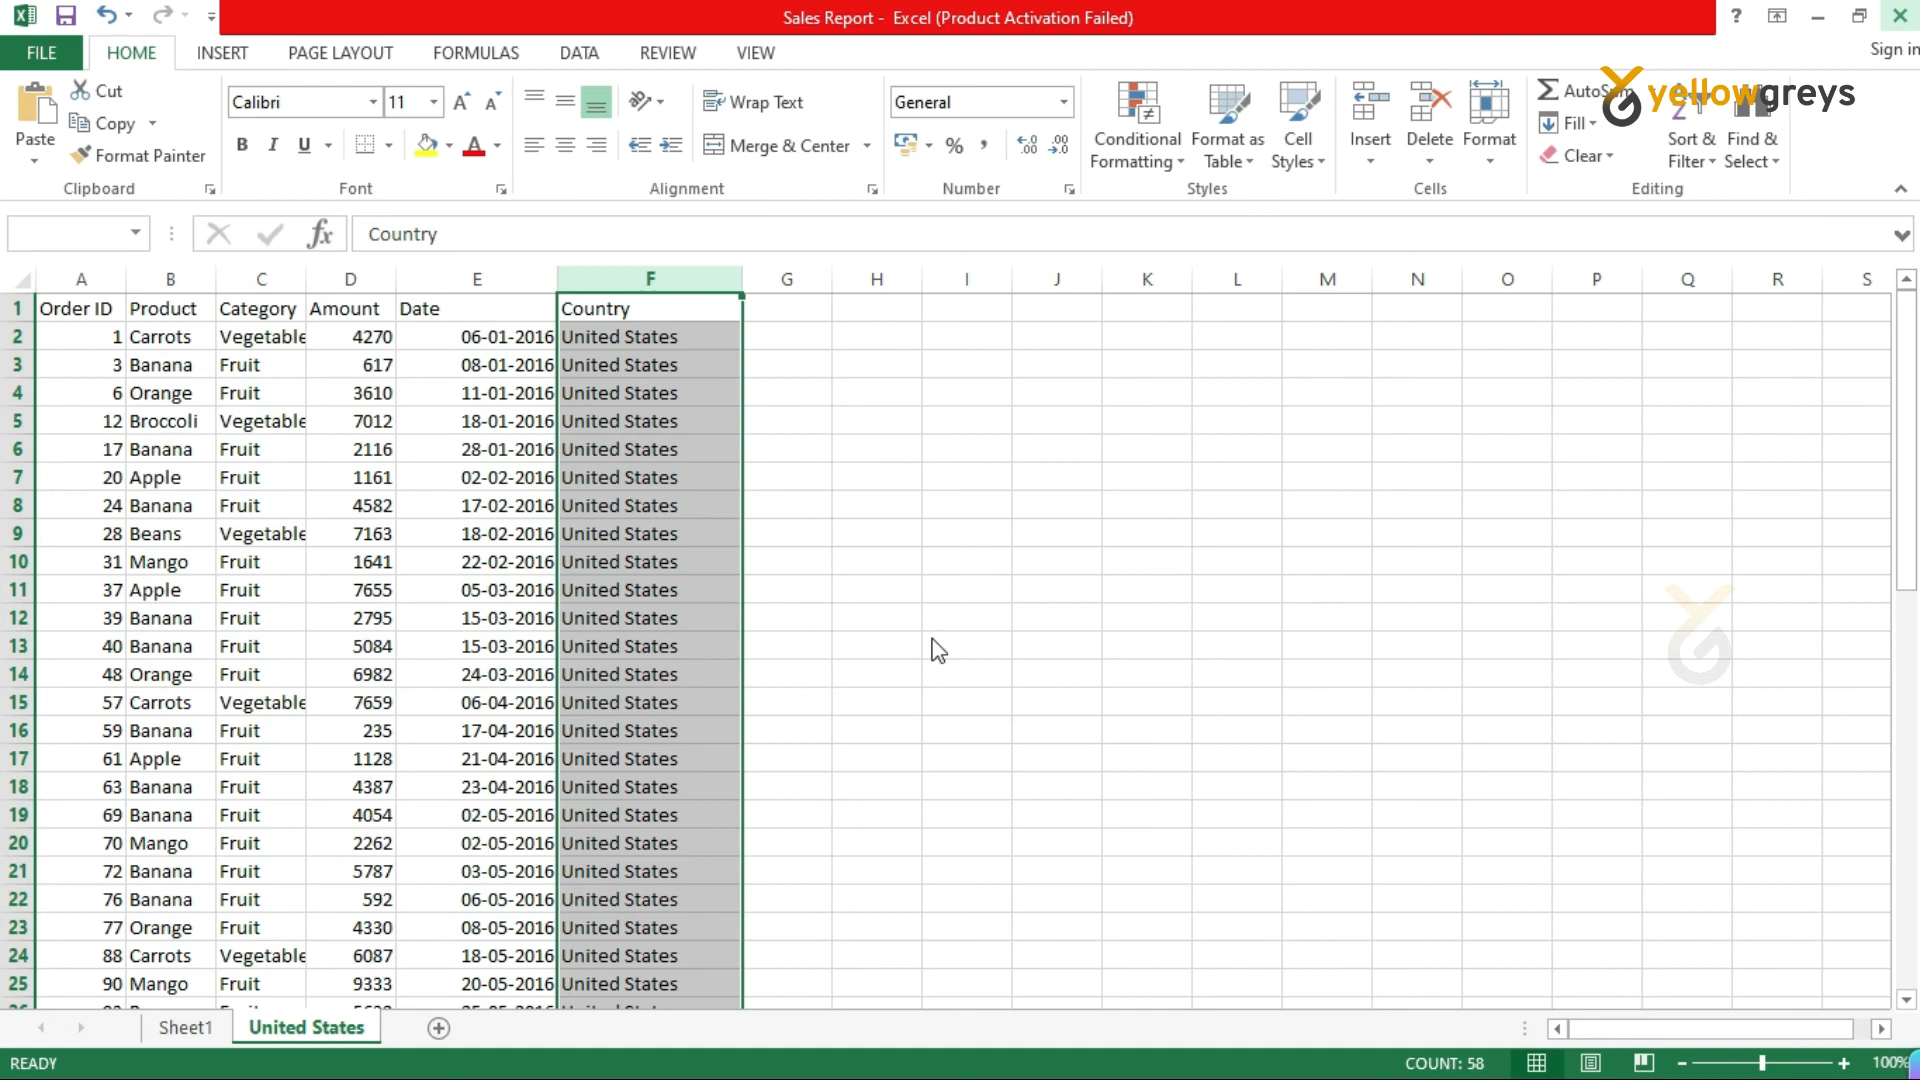 Sales Report - Excel (Product Activation Failed)
?
FILE HOME INSERT PAGE LAYOUT FORMULAS DATA REVIEW VIEW Sign in
Paste Cut Copy Format Painter Clipboard
Calibri 11 B I U A Font
Wrap Text Merge & Center Alignment
General % , Number
Conditional Formatting Format as Table Cell Styles Styles
Insert Delete Format Cells
AutoSum Fill Clear Sort & Filter Find & Select Editing
yellowgreys
fx Country
A B C D E F G H I J K L M N O P Q R S
1 Order ID Product Category Amount Date Country
2 1 Carrots Vegetable 4270 06-01-2016 United States
3 3 Banana Fruit 617 08-01-2016 United States
4 6 Orange Fruit 3610 11-01-2016 United States
5 12 Broccoli Vegetable 7012 18-01-2016 United States
6 17 Banana Fruit 2116 28-01-2016 United States
7 20 Apple Fruit 1161 02-02-2016 United States
8 24 Banana Fruit 4582 17-02-2016 United States
9 28 Beans Vegetable 7163 18-02-2016 United States
10 31 Mango Fruit 1641 22-02-2016 United States
11 37 Apple Fruit 7655 05-03-2016 United States
12 39 Banana Fruit 2795 15-03-2016 United States
13 40 Banana Fruit 5084 15-03-2016 United States
14 48 Orange Fruit 6982 24-03-2016 United States
15 57 Carrots Vegetable 7659 06-04-2016 United States
16 59 Banana Fruit 235 17-04-2016 United States
17 61 Apple Fruit 1128 21-04-2016 United States
18 63 Banana Fruit 4387 23-04-2016 United States
19 69 Banana Fruit 4054 02-05-2016 United States
20 70 Mango Fruit 2262 02-05-2016 United States
21 72 Banana Fruit 5787 03-05-2016 United States
22 76 Banana Fruit 592 06-05-2016 United States
23 77 Orange Fruit 4330 08-05-2016 United States
24 88 Carrots Vegetable 6087 18-05-2016 United States
25 90 Mango Fruit 9333 20-05-2016 United States
Sheet1 United States
READY COUNT: 58 100%